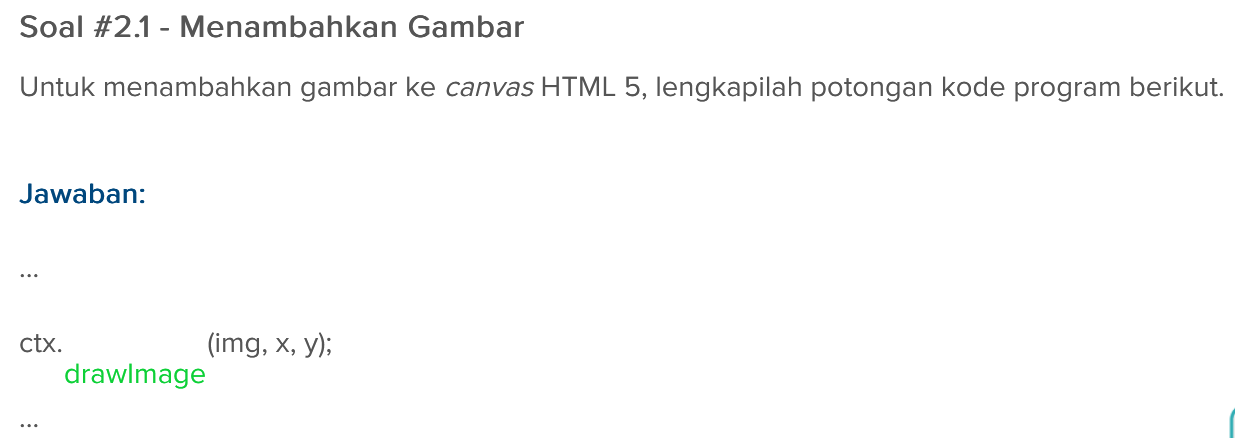 Soal #2.1 - Menambahkan Gambar
Untuk menambahkan gambar ke canvas HTML 5, lengkapilah potongan kode program berikut.
Jawaban:
...
ctx. (img, x, y);
drawImage
...